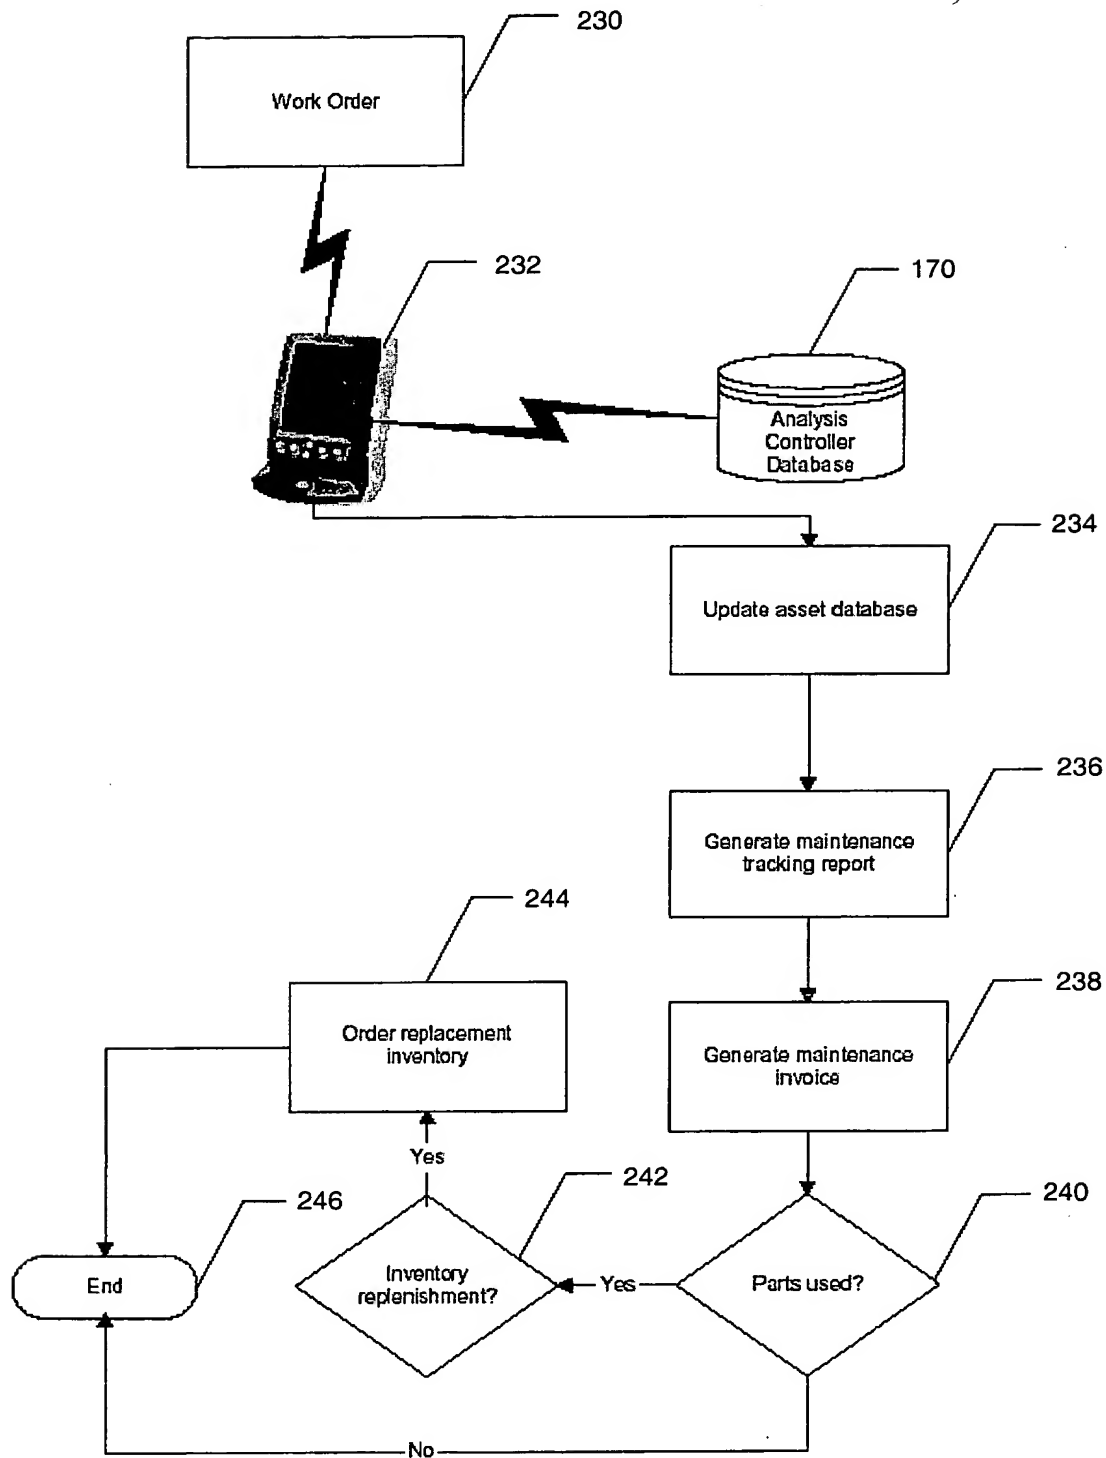 230
Work Order
232
170
Analysis
Controller
Database
234
Update asset database
236
Generate maintenance
tracking report
244
238
Order replacement
inventory
Generate maintenance
invoice
Yes
242
240
246
End
Inventory
replenishment?
Yes
Parts used?
No